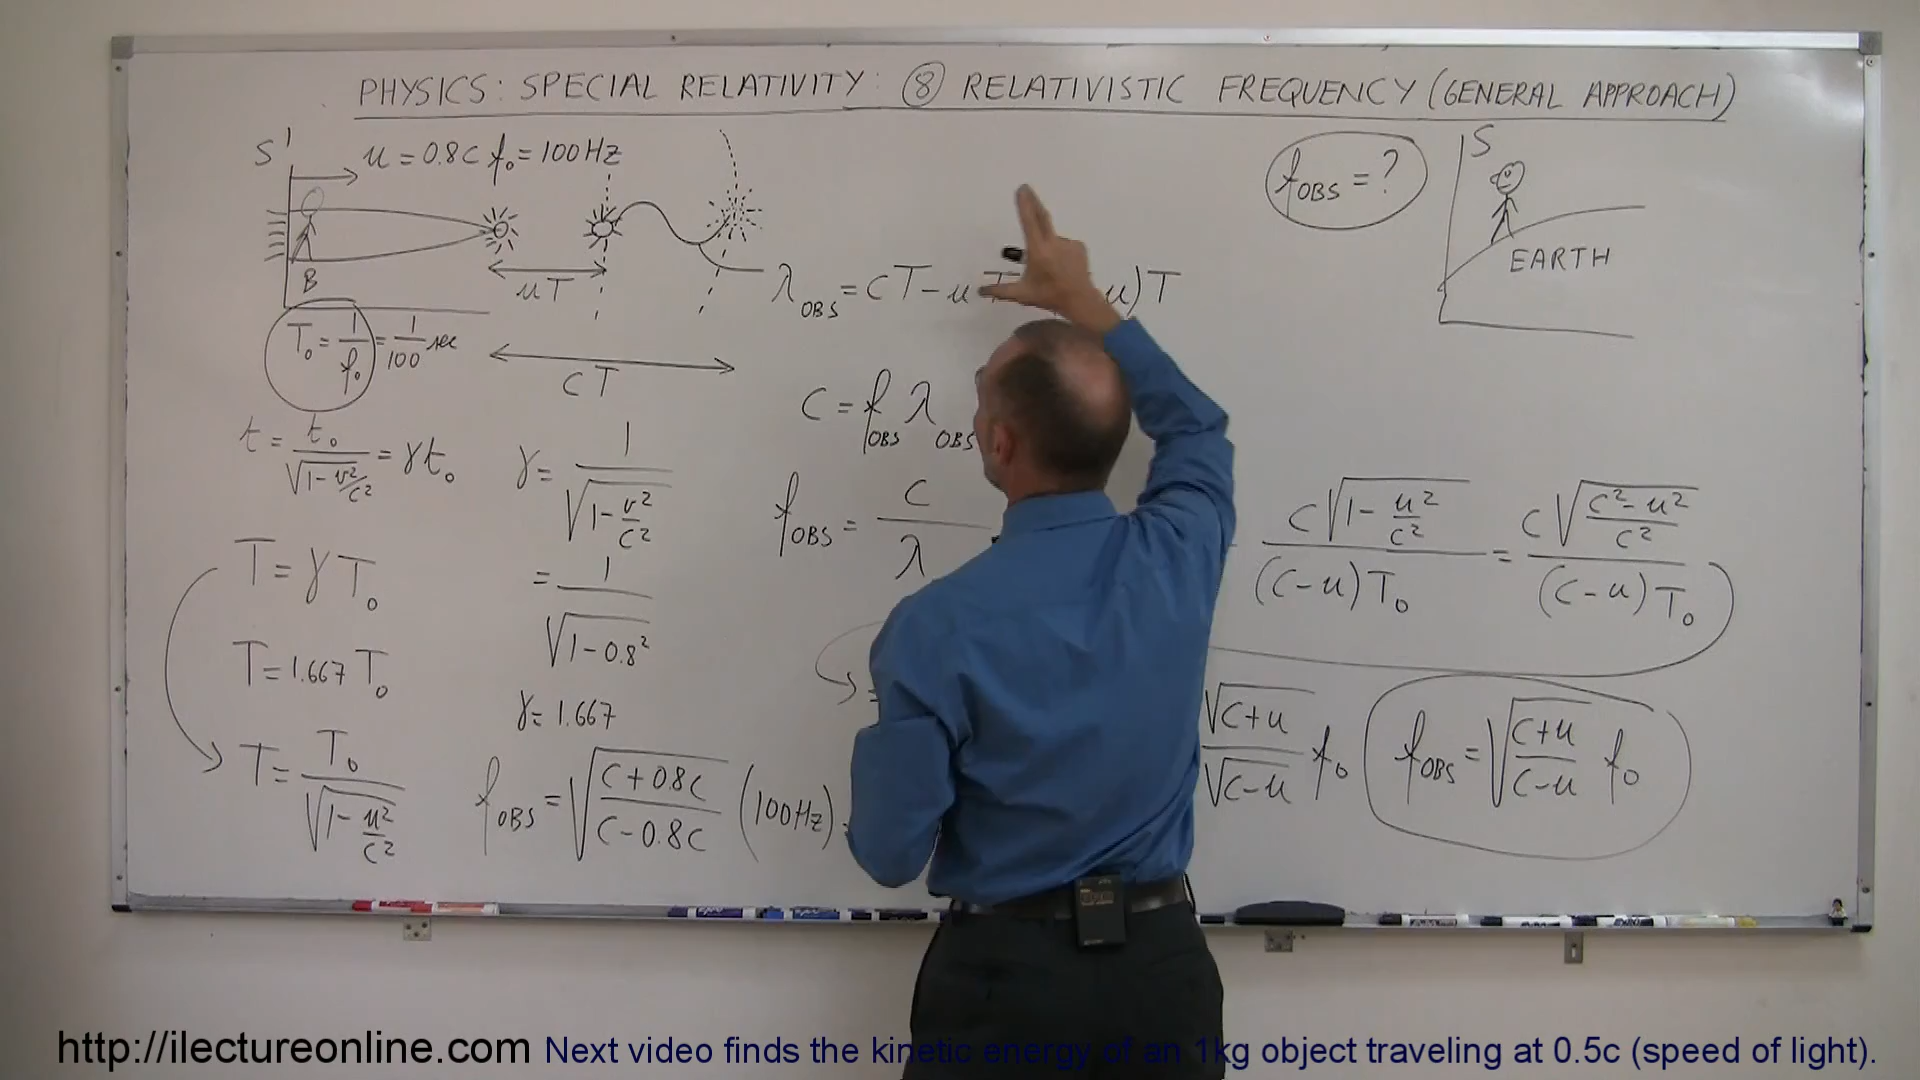 PHYSICS: SPECIAL RELATIVITY: ⑧ RELATIVISTIC FREQUENCY (GENERAL APPROACH)
S' u = 0.8c f₀ = 100Hz
f_OBS = ?
S
EARTH
B
uT
cT
T₀ = 1/f₀ = 1/100 sec
λ_OBS = cT - u T u)T
c = f_OBS λ_OBS
t = t₀/√(1-v²/c²) = γt₀
γ = 1/√(1-v²/c²)
f_OBS = c/λ
c√(1-u²/c²)/((c-u)T₀) = c√((c²-u²)/c²)/((c-u)T₀)
T = γT₀
= 1/√(1-0.8²)
T = 1.667 T₀
γ = 1.667
=
√(c+u)/√(c-u) f₀
f_OBS = √((c+u)/(c-u)) f₀
T = T₀/√(1-u²/c²)
f_OBS = √((c+0.8c)/(c-0.8c)) (100Hz)
http://ilectureonline.com Next video finds the kinetic energy of an 1kg object traveling at 0.5c (speed of light).